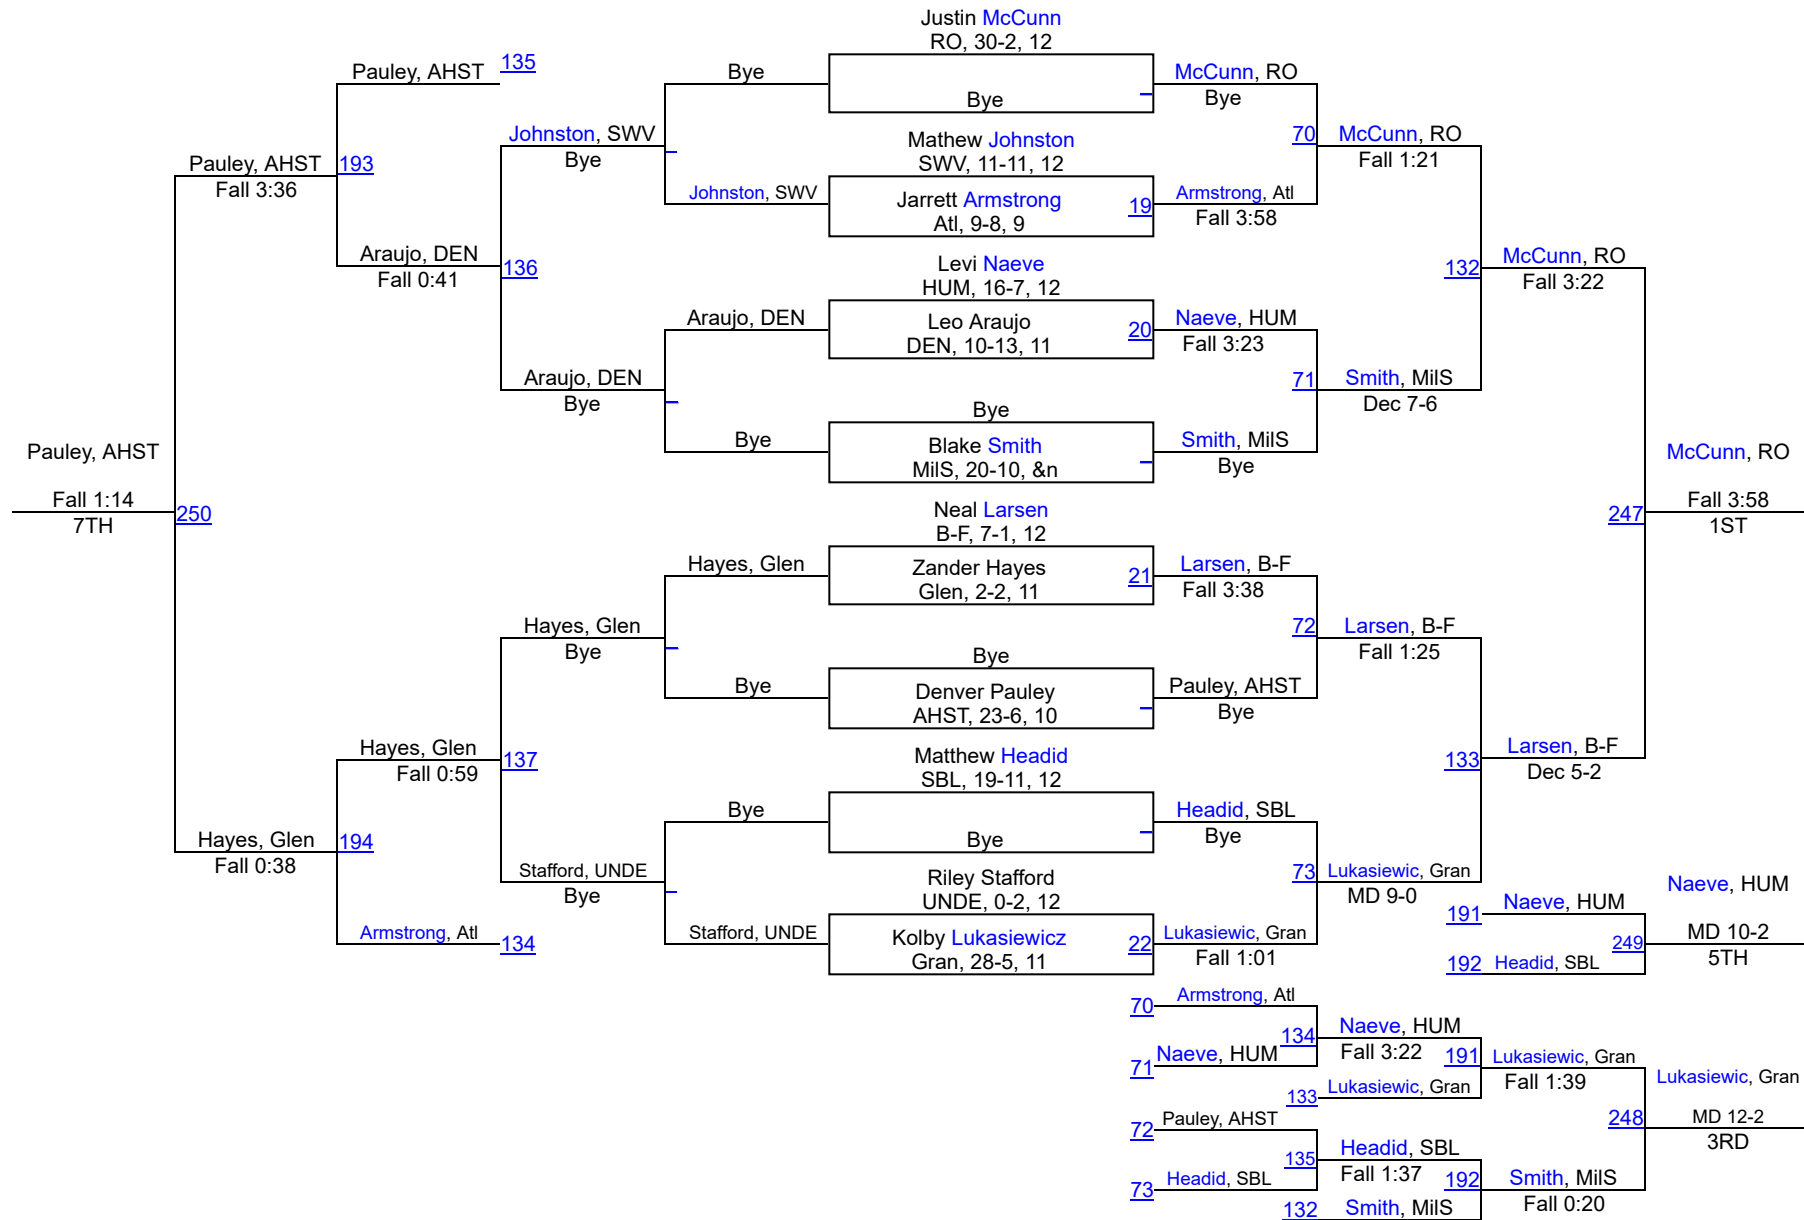 Justin McCunn
RO, 30-2, 12
Pauley, AHST
135
Bye
Bye
McCunn, RO
Bye
Johnston, SWV
Bye
Mathew Johnston
SWV, 11-11, 12
70
McCunn, RO
Fall 1:21
Pauley, AHST
Fall 3:36
193
Johnston, SWV
Jarrett Armstrong
Atl, 9-8, 9
19
Armstrong, Atl
Fall 3:58
Araujo, DEN
Fall 0:41
136
Levi Naeve
HUM, 16-7, 12
132
McCunn, RO
Fall 3:22
Araujo, DEN
Leo Araujo
DEN, 10-13, 11
20
Naeve, HUM
Fall 3:23
Araujo, DEN
Bye
71
Smith, MilS
Dec 7-6
Bye
Bye
Blake Smith
MilS, 20-10, &n
Smith, MilS
Bye
Pauley, AHST
Fall 1:14
7TH
250
McCunn, RO
247
Fall 3:58
1ST
Neal Larsen
B-F, 7-1, 12
Hayes, Glen
Zander Hayes
Glen, 2-2, 11
21
Larsen, B-F
Fall 3:38
Hayes, Glen
Bye
72
Larsen, B-F
Fall 1:25
Bye
Bye
Denver Pauley
AHST, 23-6, 10
Pauley, AHST
Bye
Hayes, Glen
Fall 0:59
137
Matthew Headid
SBL, 19-11, 12
133
Larsen, B-F
Dec 5-2
Bye
Bye
Headid, SBL
Bye
Hayes, Glen
Fall 0:38
194
Stafford, UNDE
Bye
Riley Stafford
UNDE, 0-2, 12
73
Lukasiewic, Gran
MD 9-0
Armstrong, Atl
134
Stafford, UNDE
Kolby Lukasiewicz
Gran, 28-5, 11
22
Lukasiewic, Gran
Fall 1:01
191
Naeve, HUM
Naeve, HUM
249
MD 10-2
5TH
192
Headid, SBL
70
Armstrong, Atl
134
Naeve, HUM
Fall 3:22
71
Naeve, HUM
191
Lukasiewic, Gran
Fall 1:39
133
Lukasiewic, Gran
Lukasiewic, Gran
248
MD 12-2
3RD
72
Pauley, AHST
135
Headid, SBL
Fall 1:37
73
Headid, SBL
192
Smith, MilS
Fall 0:20
132
Smith, MilS